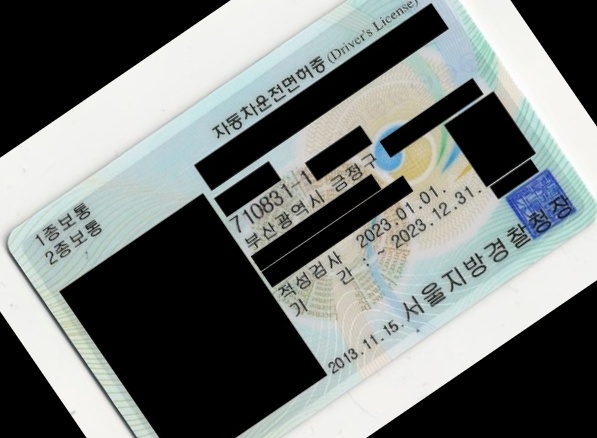 자동차운전면허증 (Driver's License)
1종보통
2종보통
710831-1
부산광역시 금정구
적성검사 2023.01.01.
기 간 : ~ 2023.12.31.
2013.11.15. 서울지방경찰청장